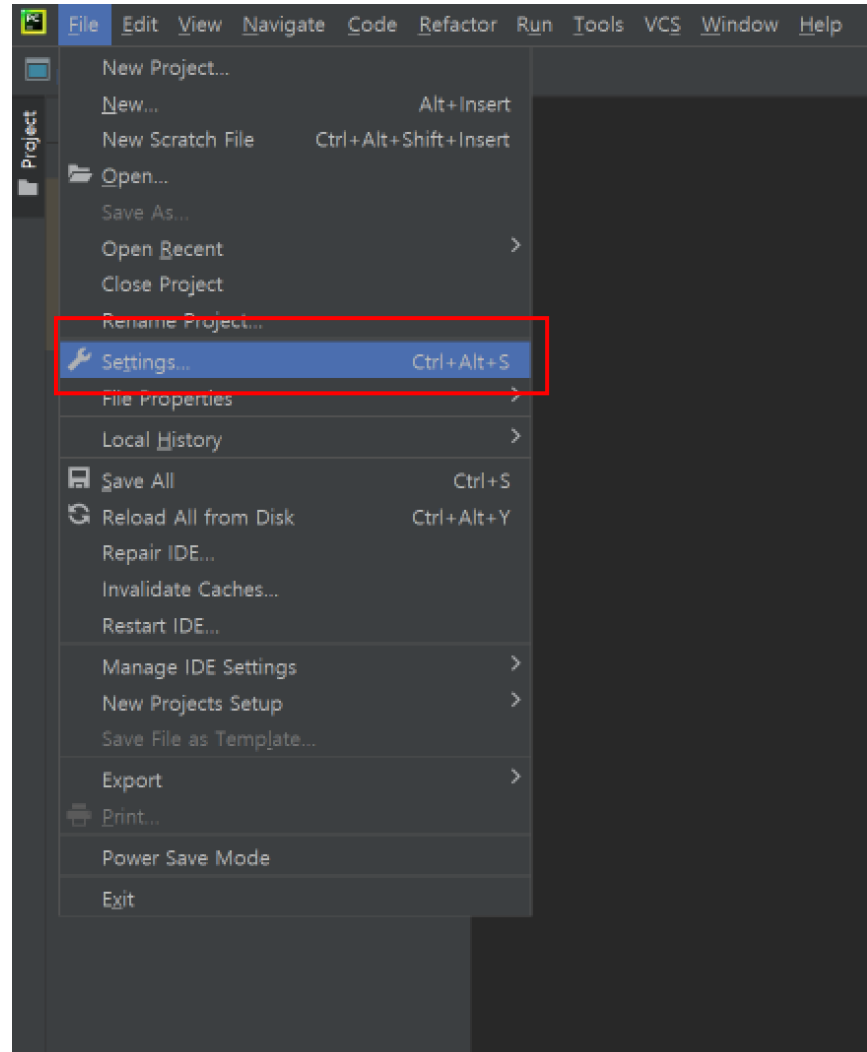 PC
File Edit View Navigate Code Refactor Run Tools VCS Window Help
Project
New Project...
New... Alt+Insert
New Scratch File Ctrl+Alt+Shift+Insert
Open...
Save As...
Open Recent
Close Project
Rename Project...
Settings... Ctrl+Alt+S
File Properties
Local History
Save All Ctrl+S
Reload All from Disk Ctrl+Alt+Y
Repair IDE...
Invalidate Caches...
Restart IDE...
Manage IDE Settings
New Projects Setup
Save File as Template...
Export
Print...
Power Save Mode
Exit